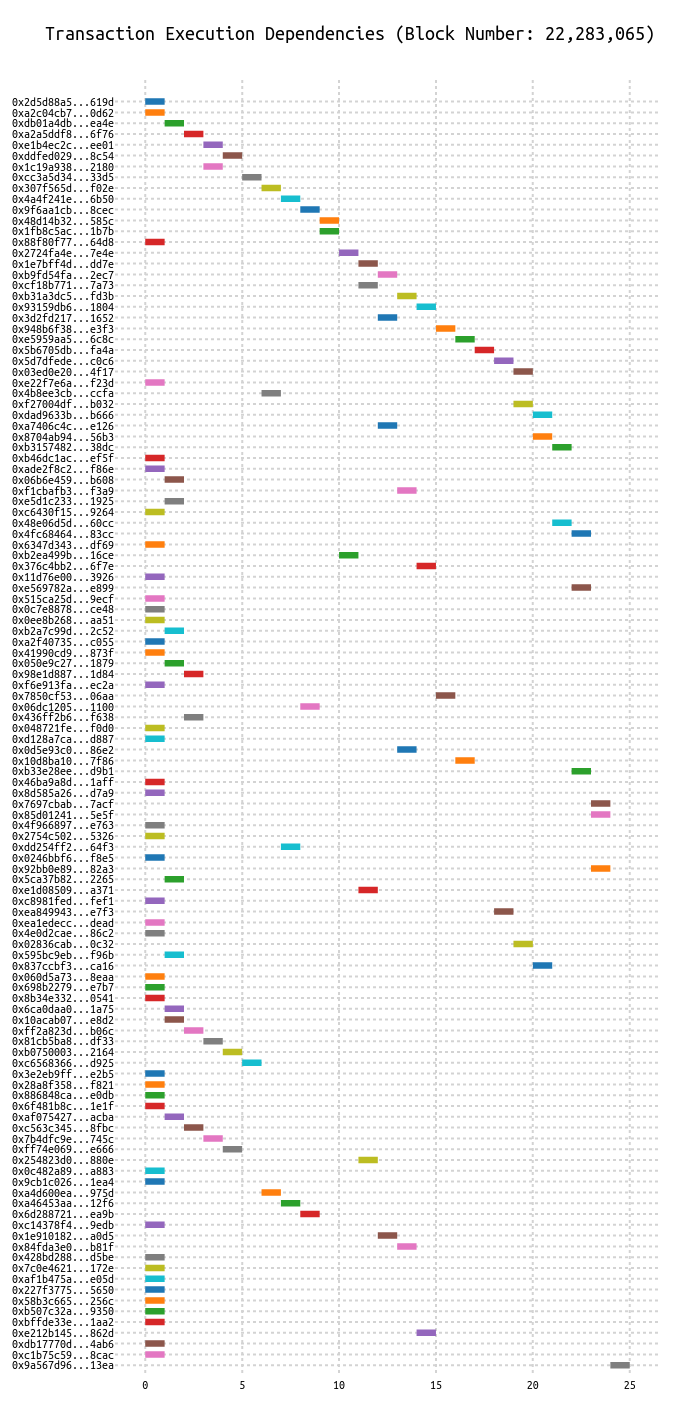 Transaction Execution Dependencies (Block Number: 22,283,065)
0x2d5d88a5...619d
0xa2c04cb7...0d62
0xdb01a4db...ea4e
0xa2a5ddf8...6f76
0xe1b4ec2c...ee01
0xddfed029...8c54
0x1c19a938...2180
0xcc3a5d34...33d5
0x307f565d...f02e
0x4a4f241e...6b50
0x9f6aa1cb...8cec
0x48d14b32...585c
0x1fb8c5ac...1b7b
0x88f80f77...64d8
0x2724fa4e...7e4e
0x1e7bff4d...dd7e
0xb9fd54fa...2ec7
0xcf18b771...7a73
0xb31a3dc5...fd3b
0x93159db6...1804
0x3d2fd217...1652
0x948b6f38...e3f3
0xe5959aa5...6c8c
0x5b6705db...fa4a
0x5d7dfede...c0c6
0x03ed0e20...4f17
0xe22f7e6a...f23d
0x4b8ee3cb...ccfa
0xf27004df...b032
0xdad9633b...b666
0xa7406c4c...e126
0x8704ab94...56b3
0xb3157482...38dc
0xb46dc1ac...ef5f
0xade2f8c2...f86e
0x06b6e459...b608
0xf1cbafb3...f3a9
0xe5d1c233...1925
0xc6430f15...9264
0x48e06d5d...60cc
0x4fc68464...83cc
0x6347d343...df69
0xb2ea499b...16ce
0x376c4bb2...6f7e
0x11d76e00...3926
0xe569782a...e899
0x515ca25d...9ecf
0x0c7e8878...ce48
0x0ee8b268...aa51
0xb2a7c99d...2c52
0xa2f40735...c055
0x41990cd9...873f
0x050e9c27...1879
0x98e1d887...1d84
0xf6e913fa...ec2a
0x7850cf53...06aa
0x06dc1205...1100
0x436ff2b6...f638
0x048721fe...f0d0
0xd128a7ca...d887
0x0d5e93c0...86e2
0x10d8ba10...7f86
0xb33e28ee...d9b1
0x46ba9a8d...1aff
0x8d585a26...d7a9
0x7697cbab...7acf
0x85d01241...5e5f
0x4f966897...e763
0x2754c502...5326
0xdd254ff2...64f3
0x0246bbf6...f8e5
0x92bb0e89...82a3
0x5ca37b82...2265
0xe1d08509...a371
0xc8981fed...fef1
0xea849943...e7f3
0xea1edecc...dead
0x4e0d2cae...86c2
0x02836cab...0c32
0x595bc9eb...f96b
0x837ccbf3...ca16
0x060d5a73...8eaa
0x698b2279...e7b7
0x8b34e332...0541
0x6ca0daa0...1a75
0x10acab07...e8d2
0xff2a823d...b06c
0x81cb5ba8...df33
0xb0750003...2164
0xc6568366...d925
0x3e2eb9ff...e2b5
0x28a8f358...f821
0x886848ca...e0db
0x6f481b8c...1e1f
0xaf075427...acba
0xc563c345...8fbc
0x7b4dfc9e...745c
0xff74e069...e666
0x254823d0...880e
0x0c482a89...a883
0x9cb1c026...1ea4
0xa4d600ea...975d
0xa46453aa...12f6
0x6d288721...ea9b
0xc14378f4...9edb
0x1e910182...a0d5
0x84fda3e0...b81f
0x428bd288...d5be
0x7c0e4621...172e
0xaf1b475a...e05d
0x227f3775...5650
0x58b3c665...256c
0xb507c32a...9350
0xbffde33e...1aa2
0xe212b145...862d
0xdb17770d...4ab6
0xc1b75c59...8cac
0x9a567d96...13ea
0 5 10 15 20 25